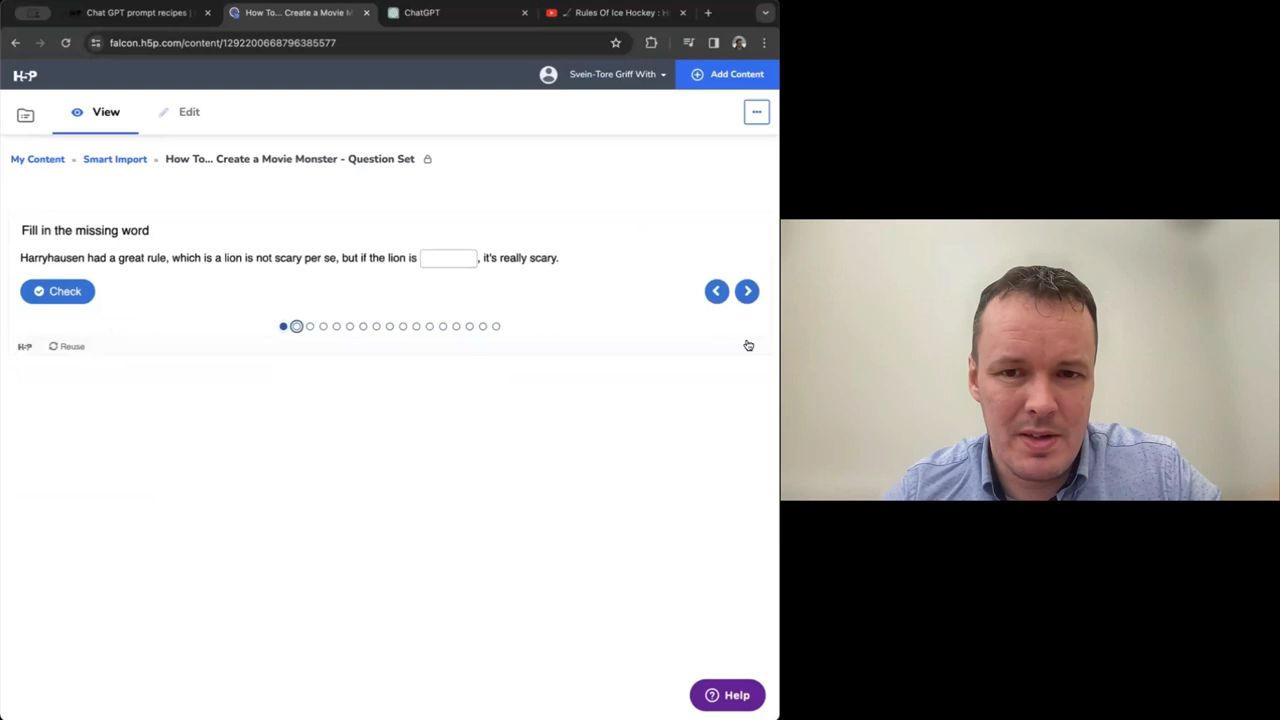 Chat GPT prompt recipes |
How To... Create a Movie M
ChatGPT
Rules Of Ice Hockey : H
falcon.h5p.com/content/1292200668796385577
H5P
Svein-Tore Griff With
Add Content
View
Edit
My Content
Smart Import
How To... Create a Movie Monster - Question Set
Fill in the missing word
Harryhausen had a great rule, which is a lion is not scary per se, but if the lion is , it's really scary.
Check
H5P
Reuse
Help